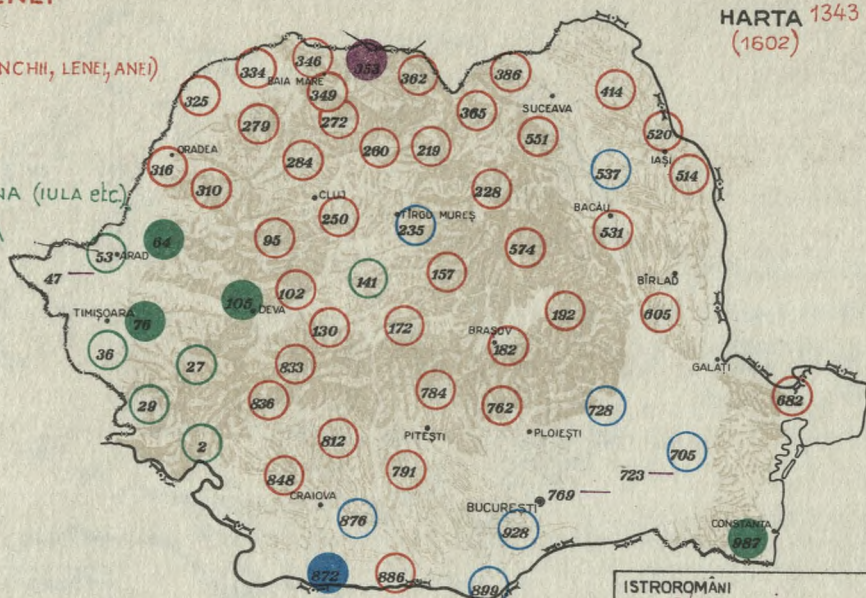 HARTA 1343
(1602)
NCHII, LENEI, ANEI)
NA (IULA etc.)
334
346
353
362
386
BAIA MARE
325
349
414
279
272
365
SUCEAVA
551
520
ORADEA
260
219
IAȘI
316
284
537
514
310
228
CLUJ
250
TÎRGU MUREȘ
235
BACĂU
531
64
95
574
53
ARAD
47
157
141
BÎRLAD
105
102
DEVA
192
605
TIMIȘOARA
76
130
172
BRAȘOV
182
36
27
833
GALAȚI
29
836
784
762
728
682
2
812
PITEȘTI
PLOIEȘTI
705
848
791
723
769
CRAIOVA
876
BUCUREȘTI
928
CONSTANȚA
987
872
886
899
ISTROROMÂNI